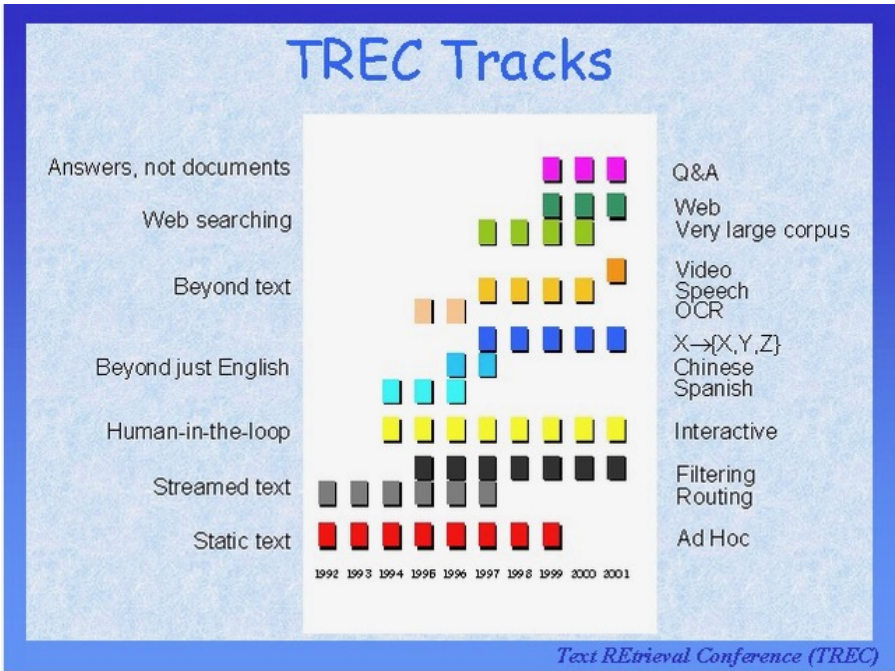 TREC Tracks
Answers, not documents
Q&A
Web searching
Web
Very large corpus
Beyond text
Video
Speech
OCR
Beyond just English
X→{X,Y,Z}
Chinese
Spanish
Human-in-the-loop
Interactive
Streamed text
Filtering
Routing
Static text
Ad Hoc
1992 1993 1994 1995 1996 1997 1998 1999 2000 2001
Text REtrieval Conference (TREC)